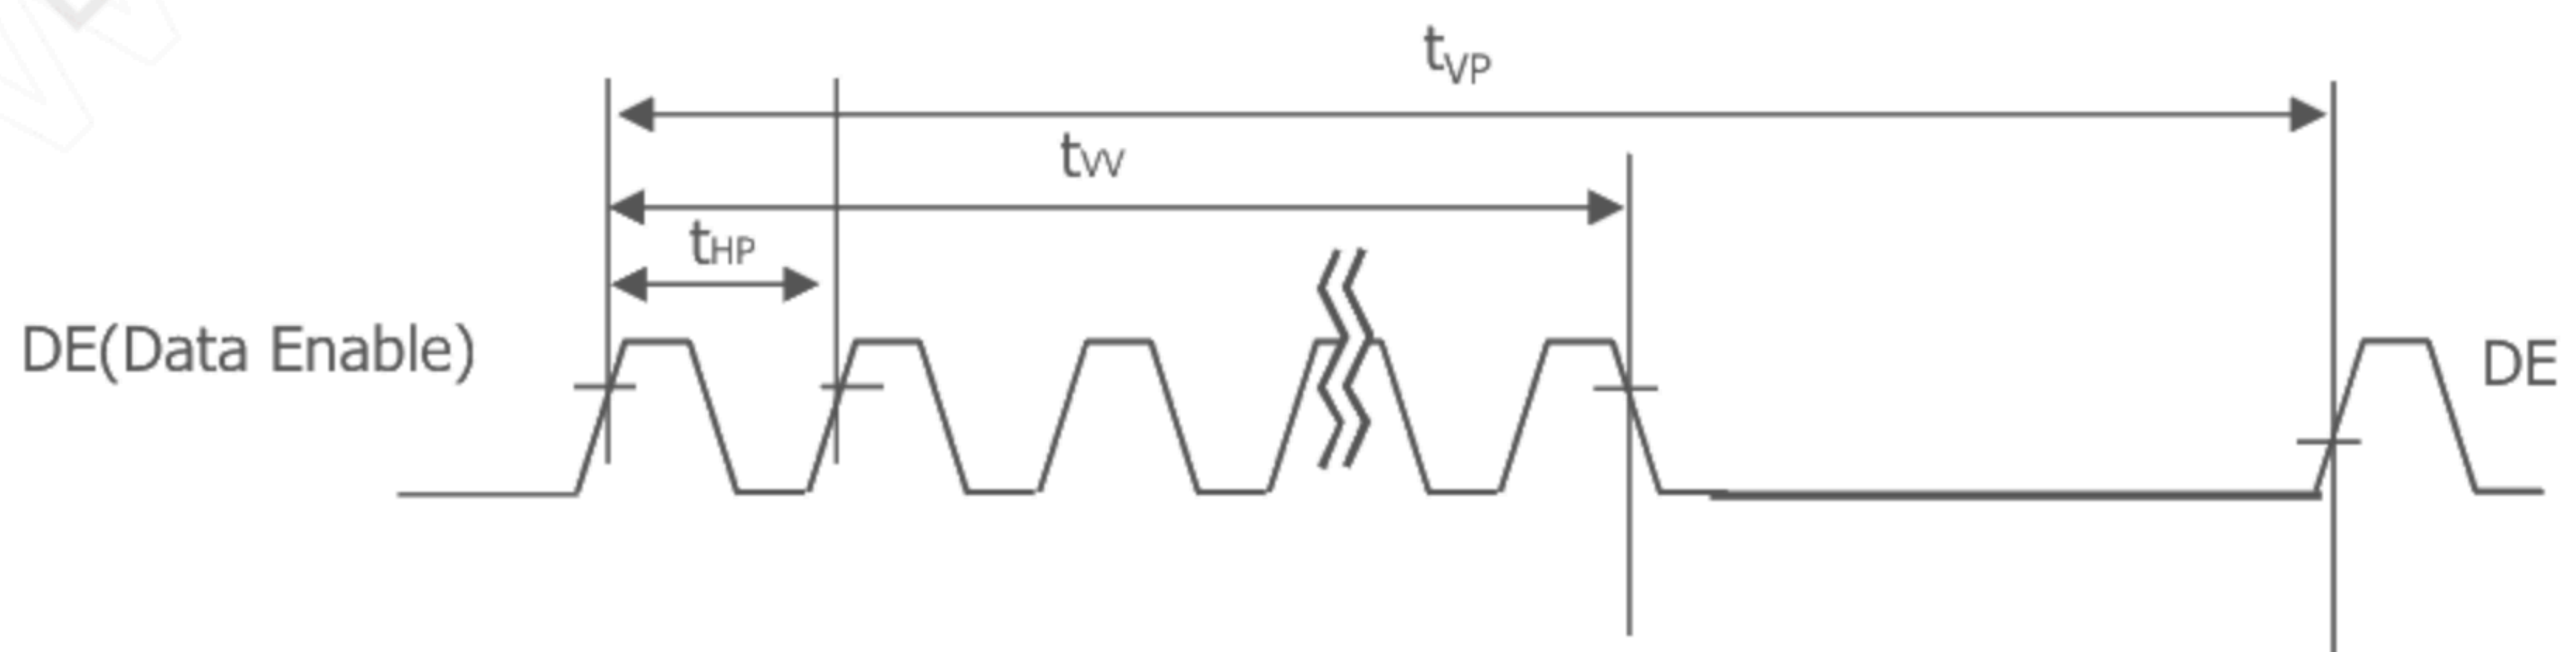 tVP
tVV
tHP
DE(Data Enable)
DE